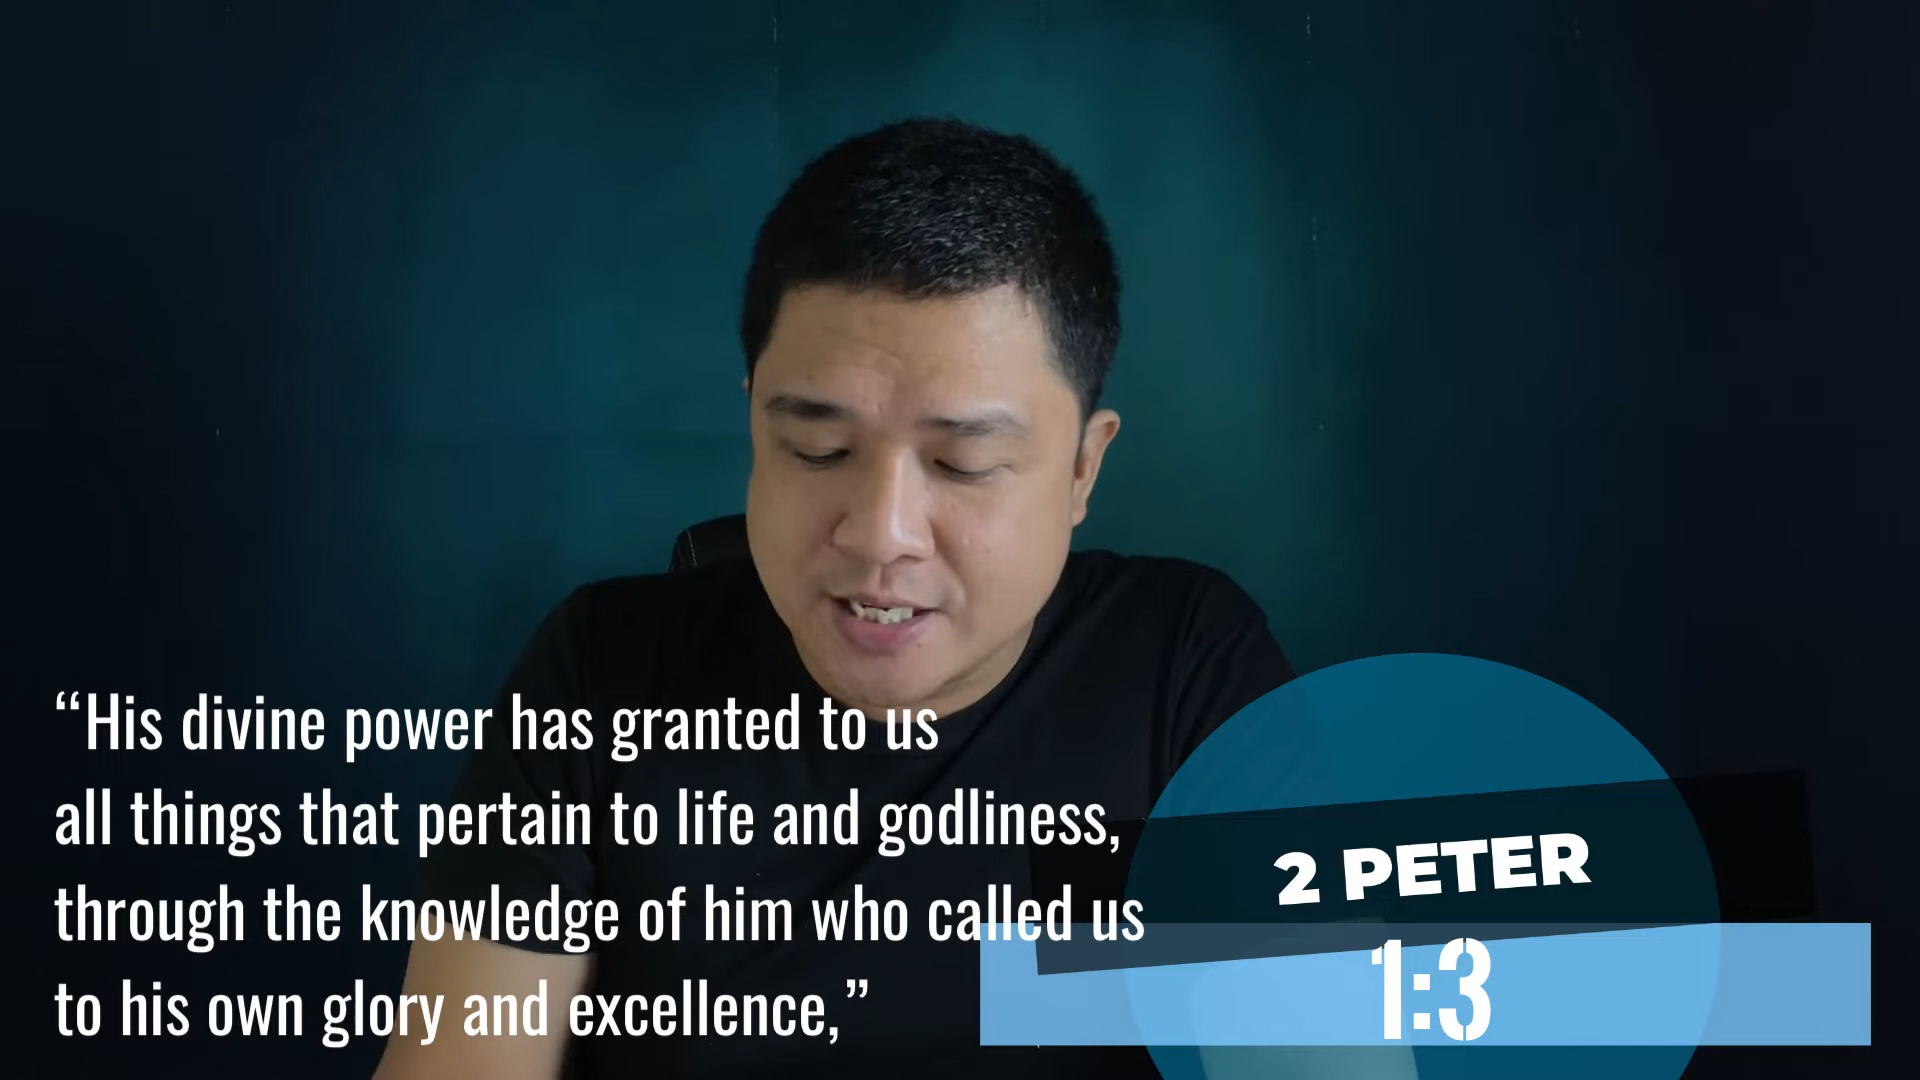 “His divine power has granted to us
all things that pertain to life and godliness,
through the knowledge of him who called us
to his own glory and excellence,”
2 PETER
1:3